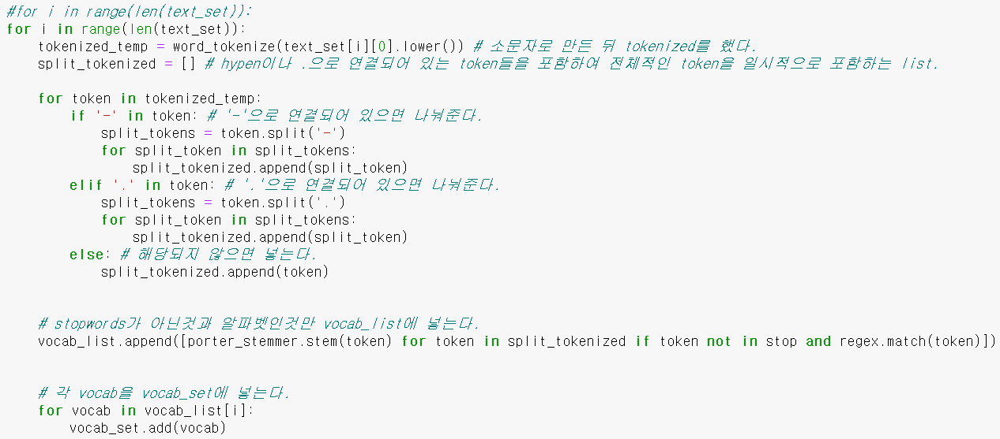 #for i in range(len(text_set)):
for i in range(len(text_set)):
    tokenized_temp = word_tokenize(text_set[i][0].lower()) # 소문자로 만든 뒤 tokenized를 했다.
    split_tokenized = [] # hypen이나 .으로 연결되어 있는 token들을 포함하여 전체적인 token을 일시적으로 포함하는 list.

    for token in tokenized_temp:
        if '-' in token: # '-'으로 연결되어 있으면 나눠준다.
            split_tokens = token.split('-')
            for split_token in split_tokens:
                split_tokenized.append(split_token)
        elif '.' in token: # '.'으로 연결되어 있으면 나눠준다.
            split_tokens = token.split('.')
            for split_token in split_tokens:
                split_tokenized.append(split_token)
        else: # 해당되지 않으면 넣는다.
            split_tokenized.append(token)

    # stopwords가 아닌것과 알파벳인것만 vocab_list에 넣는다.
    vocab_list.append([porter_stemmer.stem(token) for token in split_tokenized if token not in stop and regex.match(token)])

    # 각 vocab을 vocab_set에 넣는다.
    for vocab in vocab_list[i]:
        vocab_set.add(vocab)